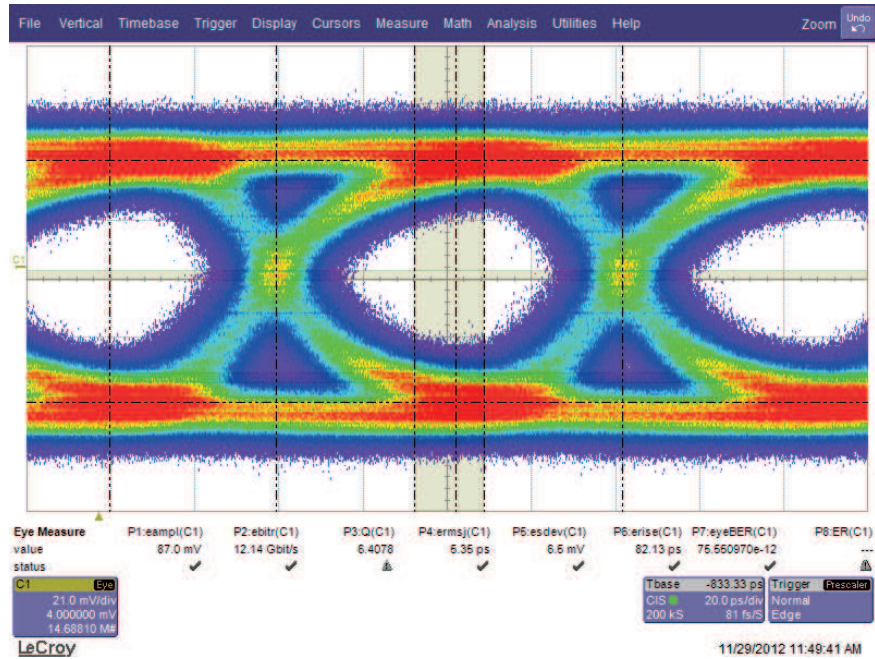 File Vertical Timebase Trigger Display Cursors Measure Math Analysis Utilities Help Zoom Undo
C1
Eye Measure P1:eampl(C1) P2:ebitr(C1) P3:Q(C1) P4:ermsj(C1) P5:esdev(C1) P6:erise(C1) P7:eyeBER(C1) P8:ER(C1)
value 87.0 mV 12.14 Gbit/s 6.4078 5.35 ps 6.6 mV 82.13 ps 75.550970e-12 ---
status
C1 Eye
21.0 mV/div
4.000000 mV
14.68810 M#
Tbase -833.33 ps
CIS 20.0 ps/div
200 kS 81 fs/S
Trigger Prescaler
Normal
Edge
LeCroy
11/29/2012 11:49:41 AM